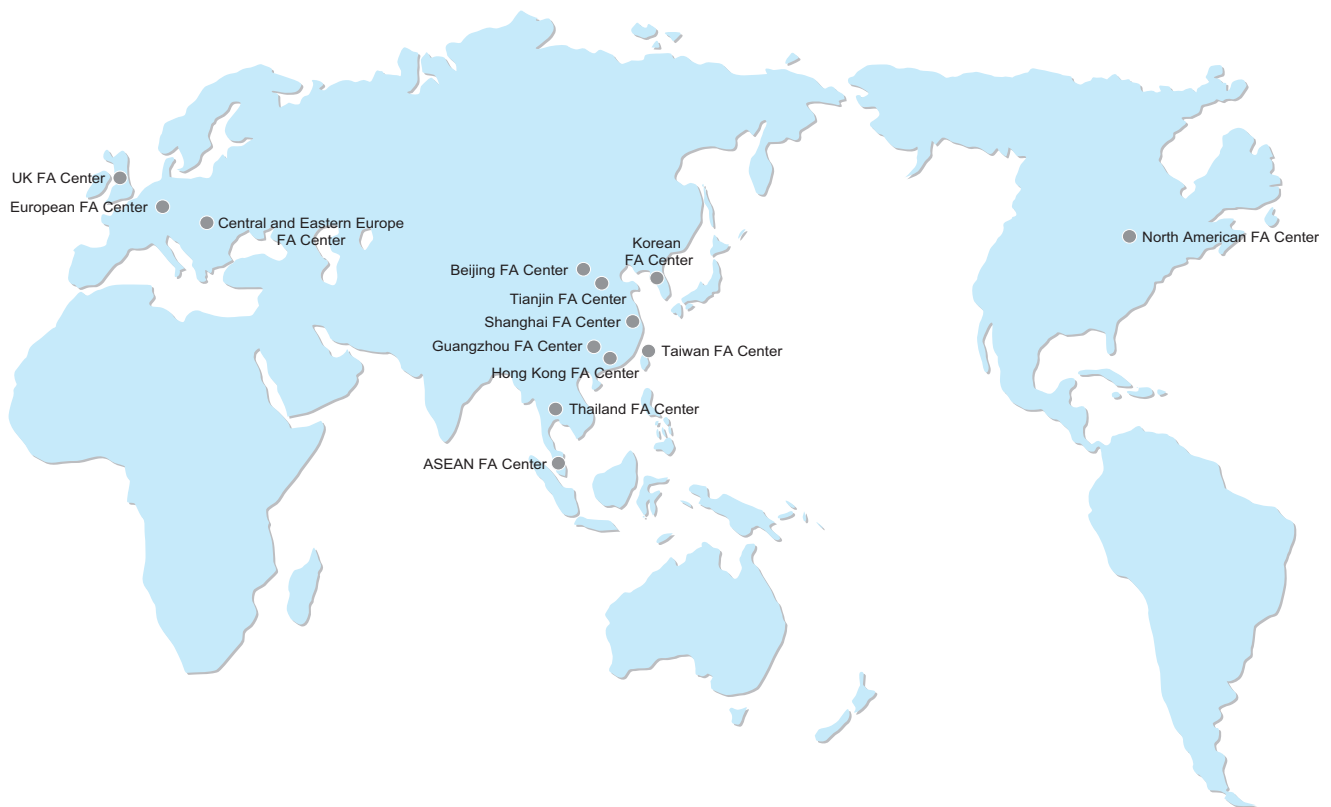 UK FA Center
European FA Center
Central and Eastern Europe
FA Center
North American FA Center
Korean
FA Center
Beijing FA Center
Tianjin FA Center
Shanghai FA Center
Guangzhou FA Center
Taiwan FA Center
Hong Kong FA Center
Thailand FA Center
ASEAN FA Center